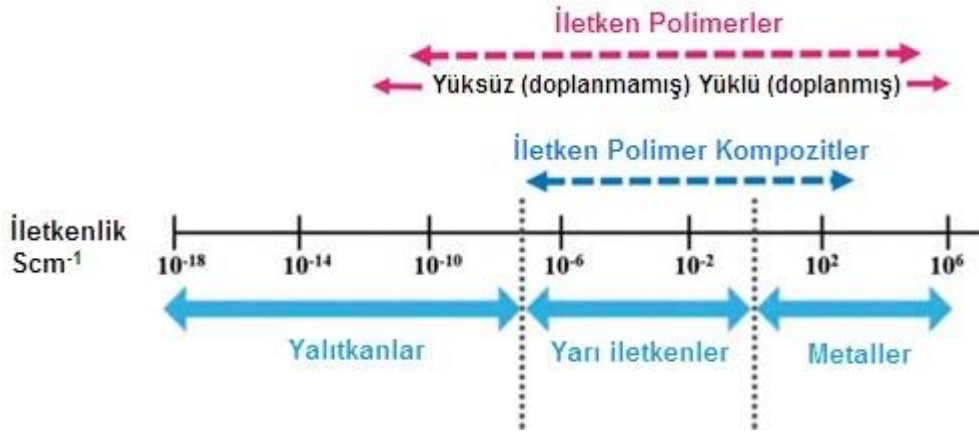 İletken Polimerler
Yüksüz (doplanmamış) Yüklü (doplanmış)
İletken Polimer Kompozitler
İletkenlik
Scm⁻¹
10⁻¹⁸ 10⁻¹⁴ 10⁻¹⁰ 10⁻⁶ 10⁻² 10² 10⁶
Yalıtkanlar Yarı iletkenler Metaller